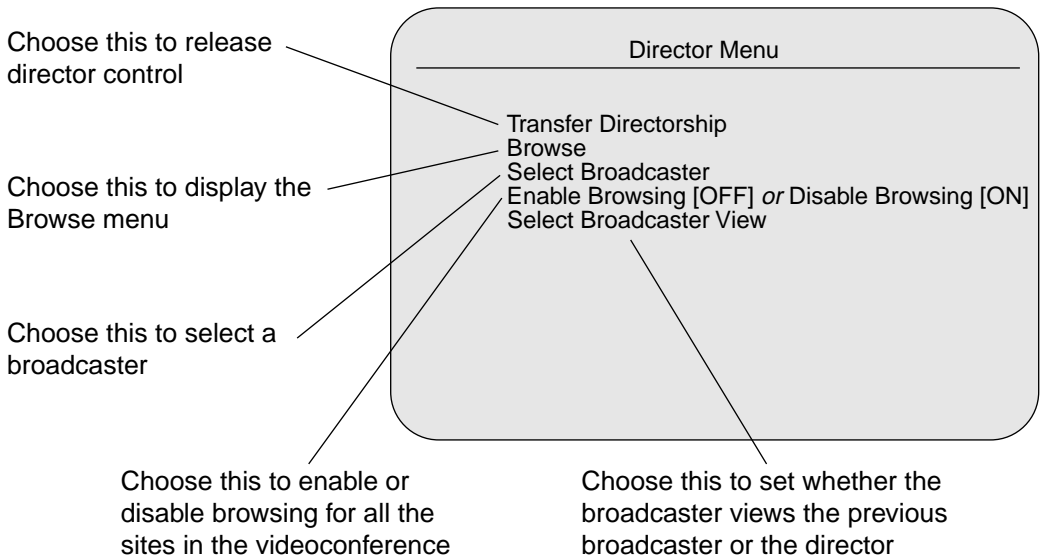 Director Menu
Choose this to release
director control
Transfer Directorship
Browse
Select Broadcaster
Enable Browsing [OFF] or Disable Browsing [ON]
Select Broadcaster View
Choose this to display the
Browse menu
Choose this to select a
broadcaster
Choose this to enable or
disable browsing for all the
sites in the videoconference
Choose this to set whether the
broadcaster views the previous
broadcaster or the director